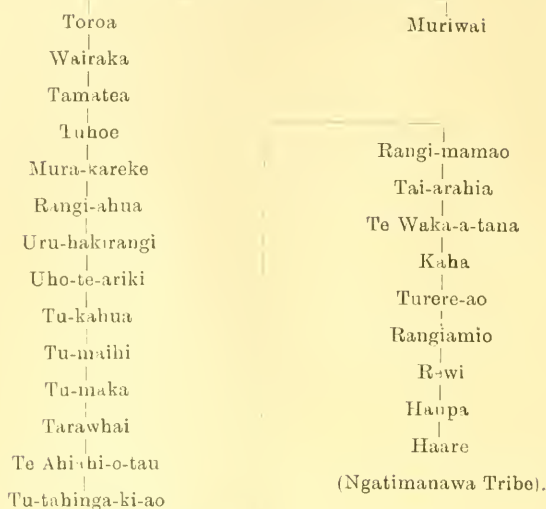 Toroa
Wairaka
Tamatea
Tuhoe
Mura-kareke
Rangi-ahua
Uru-hakirangi
Uho-te-ariki
Tu-kahua
Tu-maihi
Tu-maka
Tarawhai
Te Ahi-o-tau
Tu-tahinga-ki-ao
Muriwai
Rangi-mamao
Tai-arahia
Te Waka-a-tana
Kaha
Turere-ao
Rangiamio
Rawi
Haupa
Haare
(Ngatimanawa Tribe).